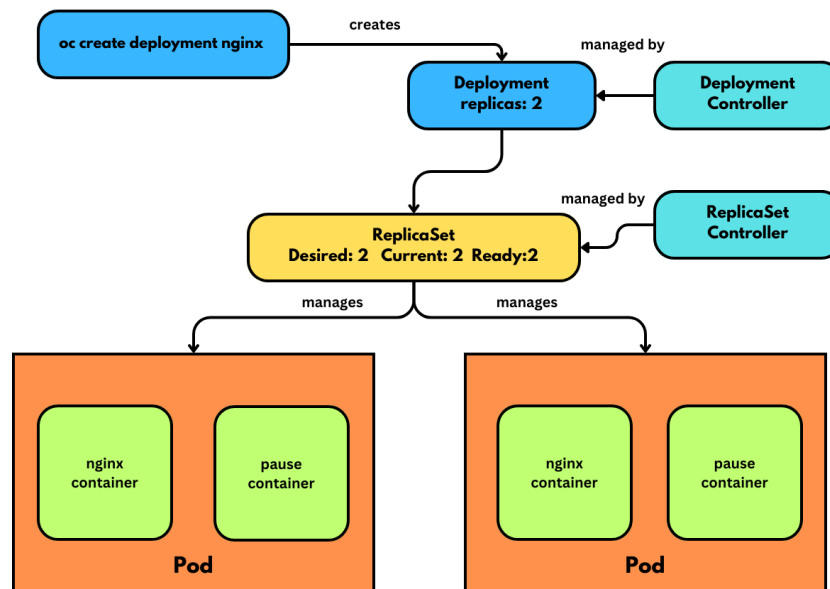 creates
oc create deployment nginx
managed by
Deployment
replicas: 2
Deployment
Controller
managed by
ReplicaSet
Controller
ReplicaSet
Desired: 2 Current: 2 Ready:2
manages
manages
nginx
container
pause
container
Pod
nginx
container
pause
container
Pod